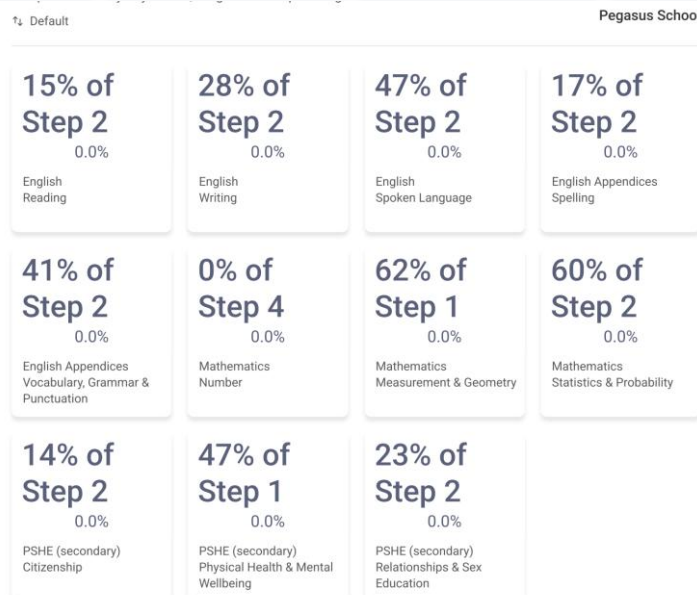 Default
Pegasus Schoo
15% of
Step 2
0.0%
English
Reading
28% of
Step 2
0.0%
English
Writing
47% of
Step 2
0.0%
English
Spoken Language
17% of
Step 2
0.0%
English Appendices
Spelling
41% of
Step 2
0.0%
English Appendices
Vocabulary, Grammar &
Punctuation
0% of
Step 4
0.0%
Mathematics
Number
62% of
Step 1
0.0%
Mathematics
Measurement & Geometry
60% of
Step 2
0.0%
Mathematics
Statistics & Probability
14% of
Step 2
0.0%
PSHE (secondary)
Citizenship
47% of
Step 1
0.0%
PSHE (secondary)
Physical Health & Mental
Wellbeing
23% of
Step 2
0.0%
PSHE (secondary)
Relationships & Sex
Education